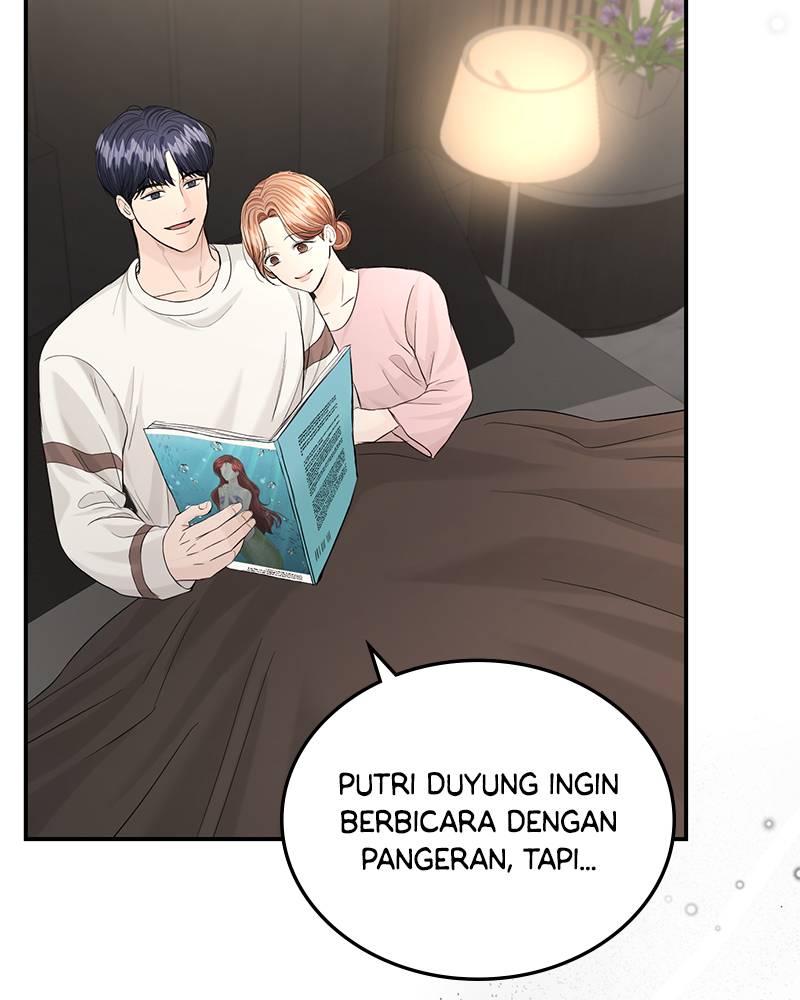 PUTRI DUYUNG INGIN
BERBICARA DENGAN
PANGERAN, TAPI...